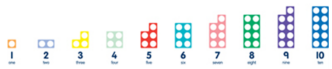 1 2 3 4 5 6 7 8 9 10
one two three four five six seven eight nine ten